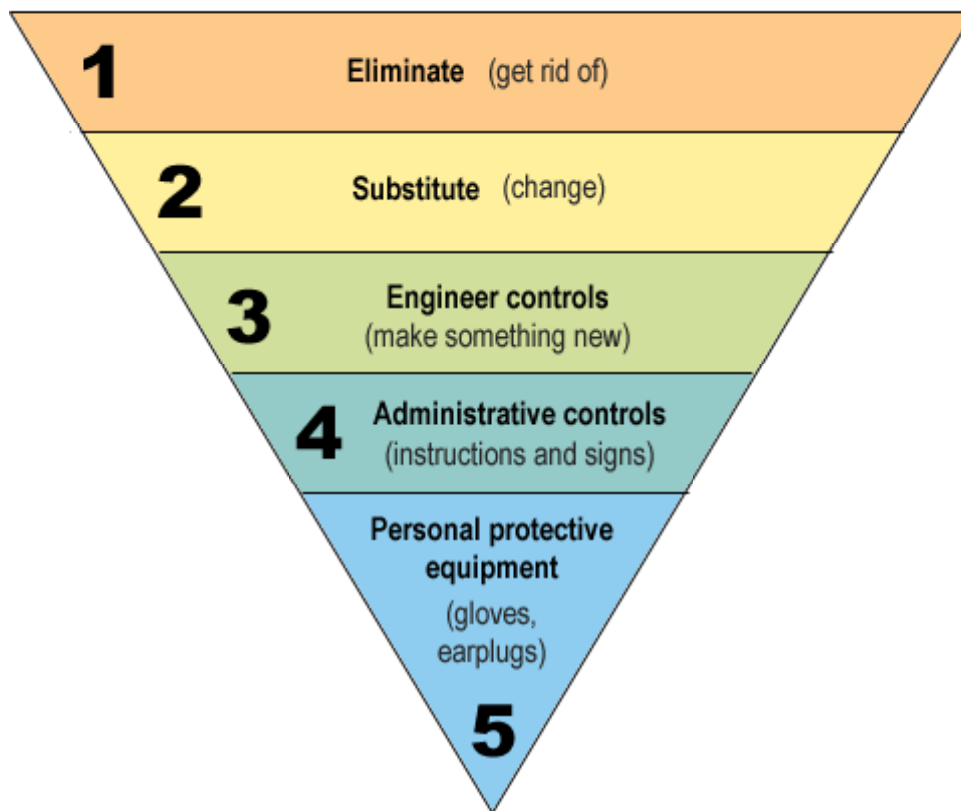 1 Eliminate (get rid of)
2 Substitute (change)
3 Engineer controls
(make something new)
4 Administrative controls
(instructions and signs)
Personal protective
equipment
(gloves,
earplugs)
5